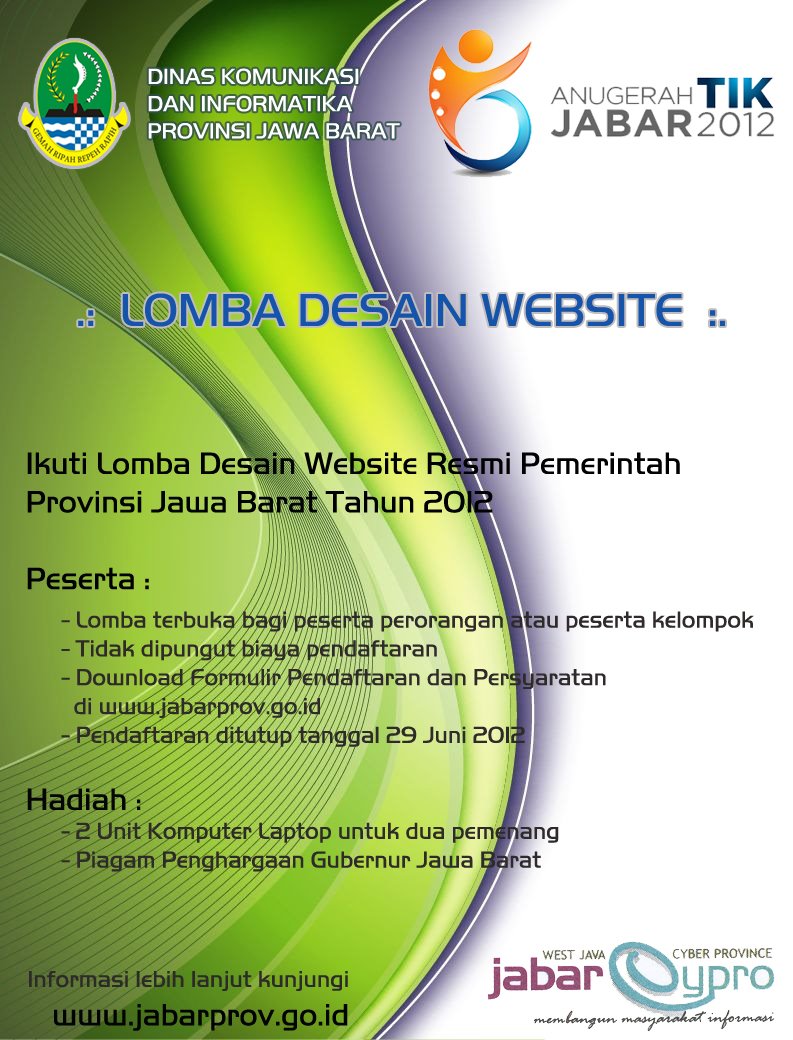 DINAS KOMUNIKASI
DAN INFORMATIKA
PROVINSI JAWA BARAT
GEMAH RIPAH REPEH RAPIH
ANUGERAH TIK
JABAR 2012
.: LOMBA DESAIN WEBSITE :.
Ikuti Lomba Desain Website Resmi Pemerintah
Provinsi Jawa Barat Tahun 2012
Peserta :
- Lomba terbuka bagi peserta perorangan atau peserta kelompok
- Tidak dipungut biaya pendaftaran
- Download Formulir Pendaftaran dan Persyaratan
di www.jabarprov.go.id
- Pendaftaran ditutup tanggal 29 Juni 2012
Hadiah :
- 2 Unit Komputer Laptop untuk dua pemenang
- Piagam Penghargaan Gubernur Jawa Barat
Informasi lebih lanjut kunjungi
www.jabarprov.go.id
WEST JAVA CYBER PROVINCE
jabar cypro
membangun masyarakat informasi